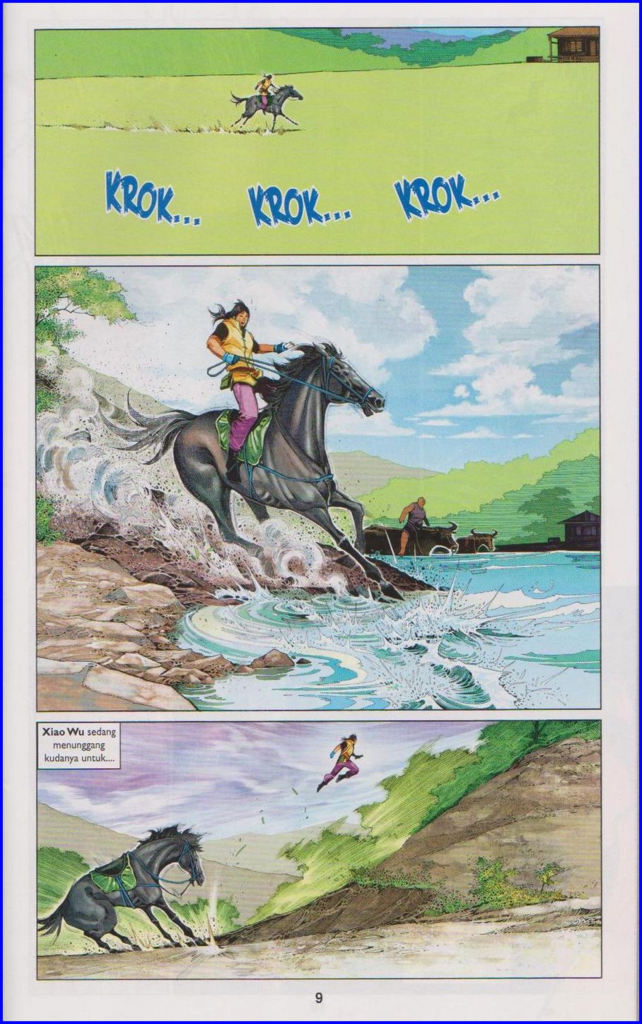 KROK... KROK... KROK...
Xiao Wu sedang
menunggang
kudanya untuk....
9